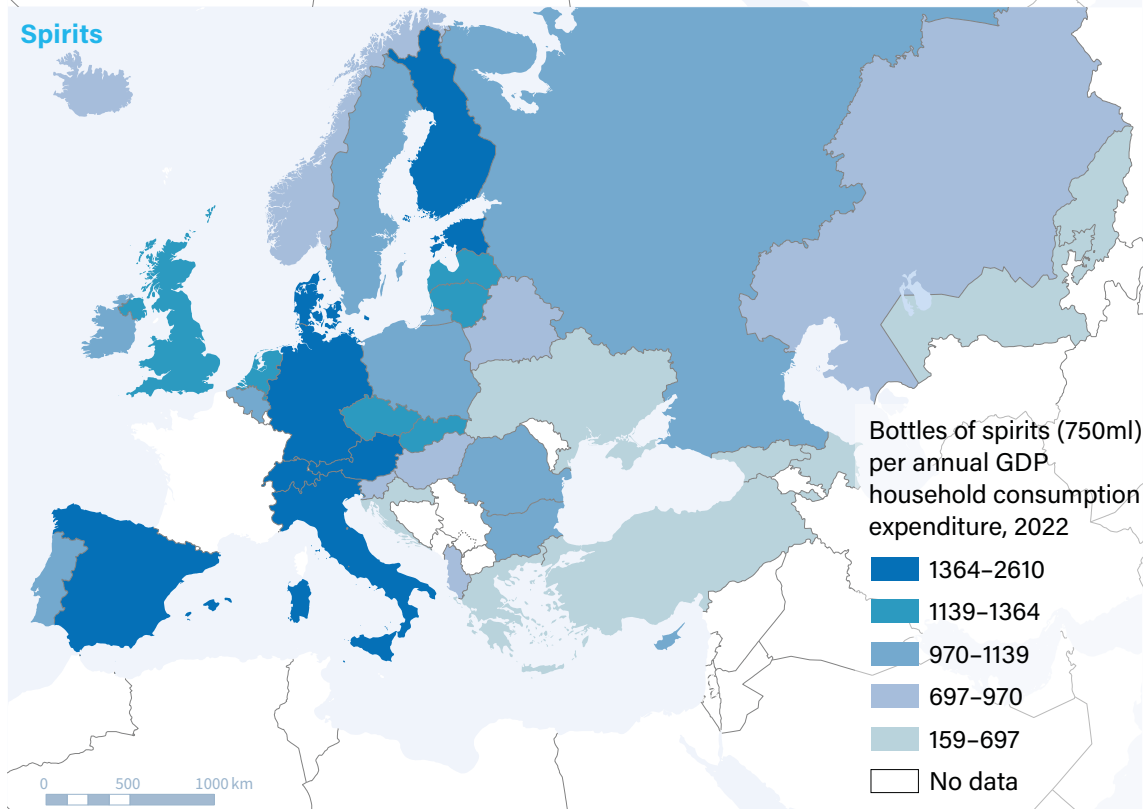 Spirits
Bottles of spirits (750ml)
per annual GDP
household consumption
expenditure, 2022
1364–2610
1139–1364
970–1139
697–970
159–697
No data
0 500 1000 km